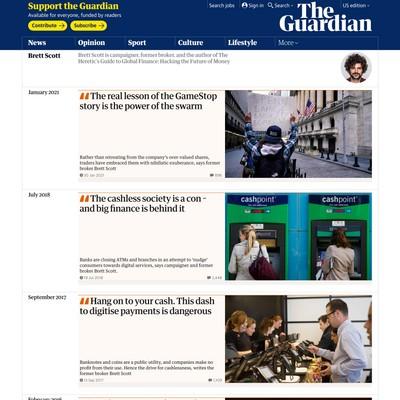 Support the Guardian
Available for everyone, funded by readers
Contribute →
Subscribe →
Search jobs
Sign in
Search
US edition
The
Guardian
News
Opinion
Sport
Culture
Lifestyle
More
Brett Scott
Brett Scott is campaigner, former broker, and the author of The
Heretic's Guide to Global Finance: Hacking the Future of Money
January 2021
The real lesson of the GameStop
story is the power of the swarm
Rather than retreating from the company's over-valued shares,
traders have embraced them with nihilistic exuberance, says former
broker Brett Scott
30 Jan 2021
July 2018
The cashless society is a con –
and big finance is behind it
cashpoint
cashpoint
Banks are closing ATMs and branches in an attempt to 'nudge'
consumers towards digital services, says campaigner and former
broker Brett Scott.
19 Jul 2018
September 2017
Hang on to your cash. This dash
to digitise payments is dangerous
Banknotes and coins are a public utility, and companies make no
profit from their use. Hence the drive for cashlessness, writes the
former broker Brett Scott
13 Sep 2017
February 2016